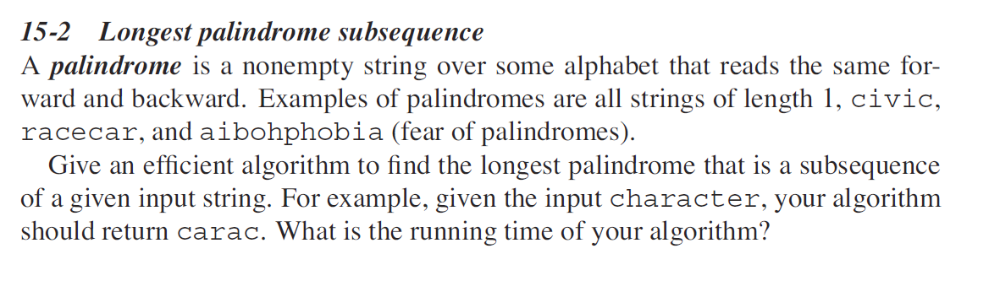 15-2 Longest palindrome subsequence
A palindrome is a nonempty string over some alphabet that reads the same for-
ward and backward. Examples of palindromes are all strings of length 1, civic,
racecar, and aibohphobia (fear of palindromes).
Give an efficient algorithm to find the longest palindrome that is a subsequence
of a given input string. For example, given the input character, your algorithm
should return carac. What is the running time of your algorithm?